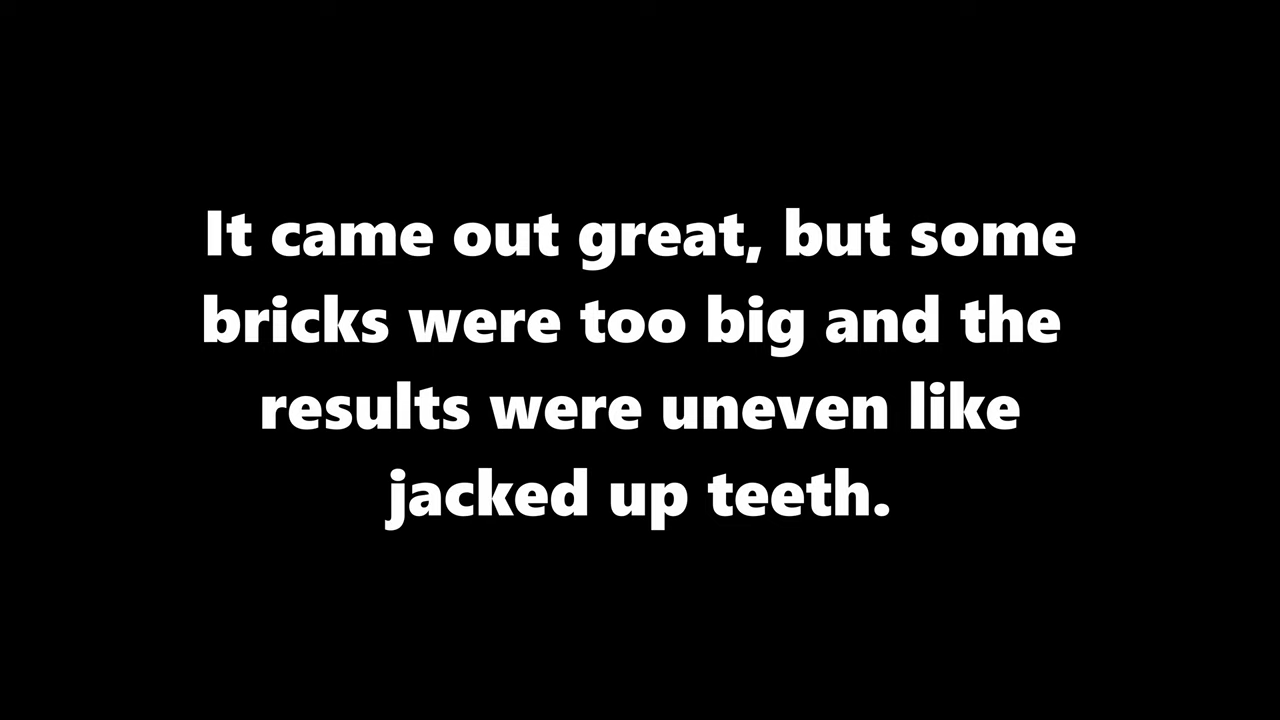 It came out great, but some
bricks were too big and the
results were uneven like
jacked up teeth.